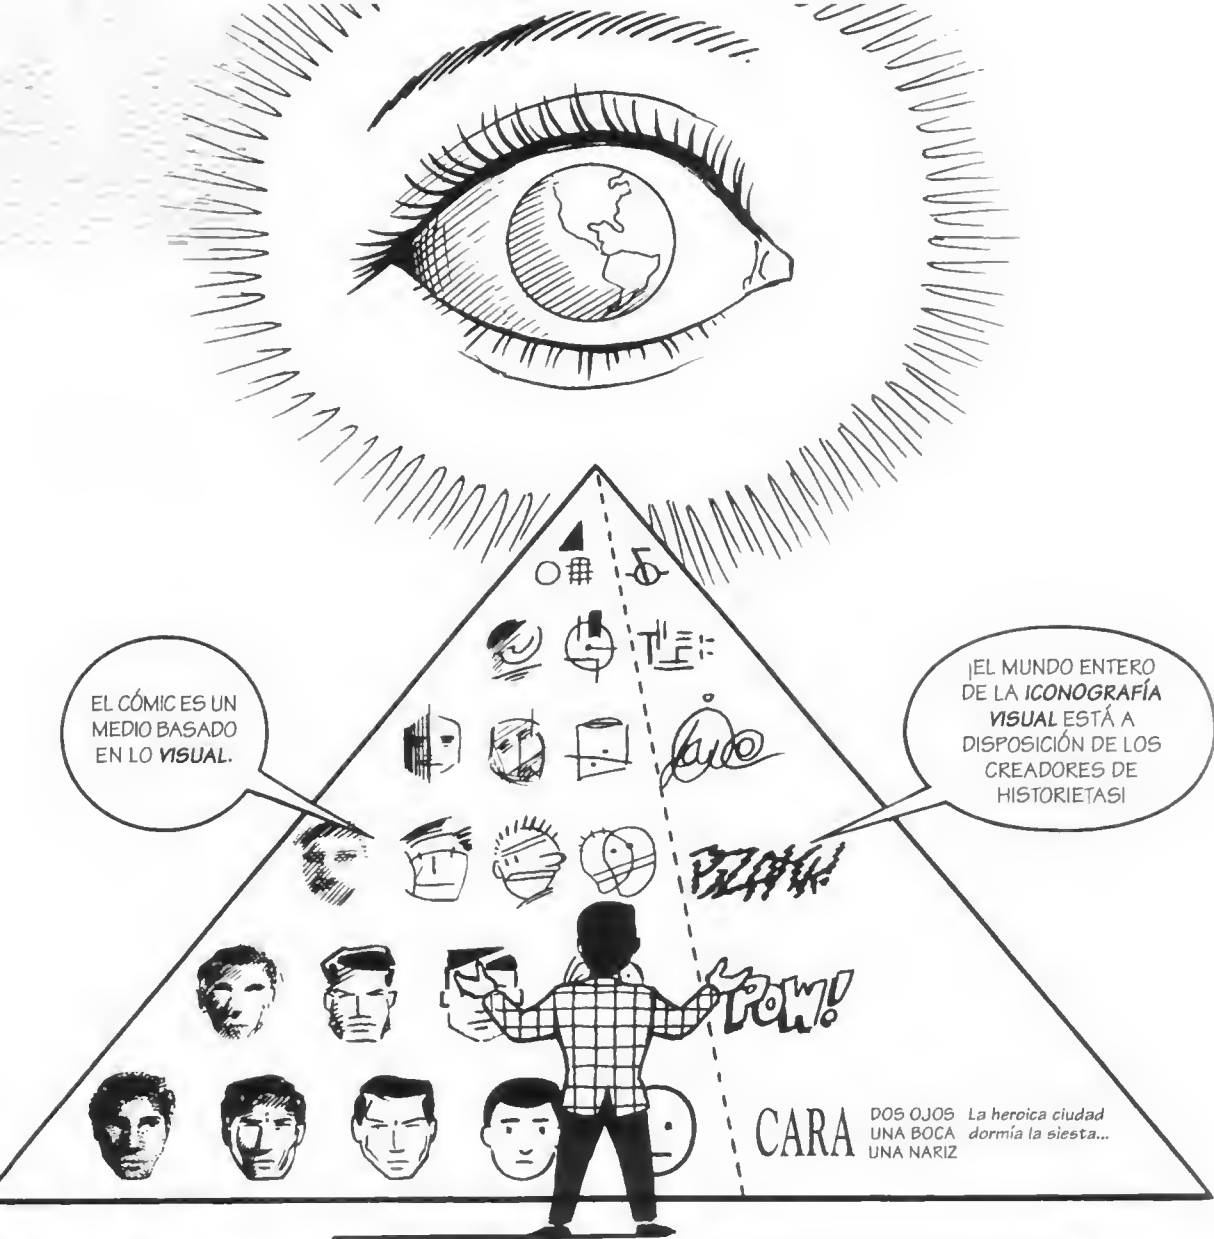 EL CÓMIC ES UN
MEDIO BASADO
EN LO VISUAL.
¡EL MUNDO ENTERO
DE LA ICONOGRAFÍA
VISUAL ESTÁ A
DISPOSICIÓN DE LOS
CREADORES DE
HISTORIETAS!
POW!
CARA
DOS OJOS
UNA BOCA
UNA NARIZ
La heroica ciudad
dormía la siesta...